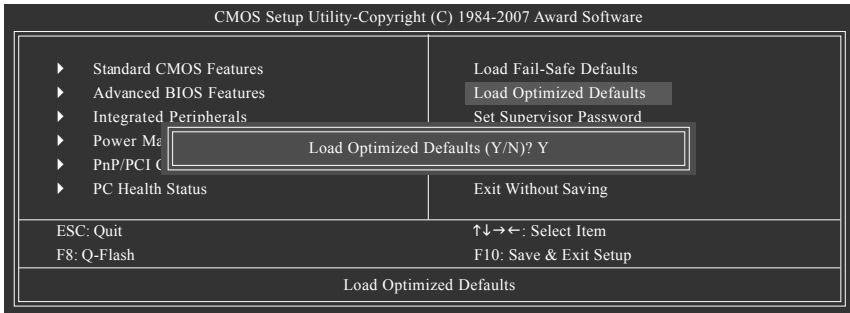 CMOS Setup Utility-Copyright (C) 1984-2007 Award Software
Standard CMOS Features
Advanced BIOS Features
Integrated Peripherals
Power Ma
PnP/PCI
PC Health Status
Load Fail-Safe Defaults
Load Optimized Defaults
Set Supervisor Password
Exit Without Saving
Load Optimized Defaults (Y/N)? Y
ESC: Quit
F8: Q-Flash
↑↓→←: Select Item
F10: Save & Exit Setup
Load Optimized Defaults